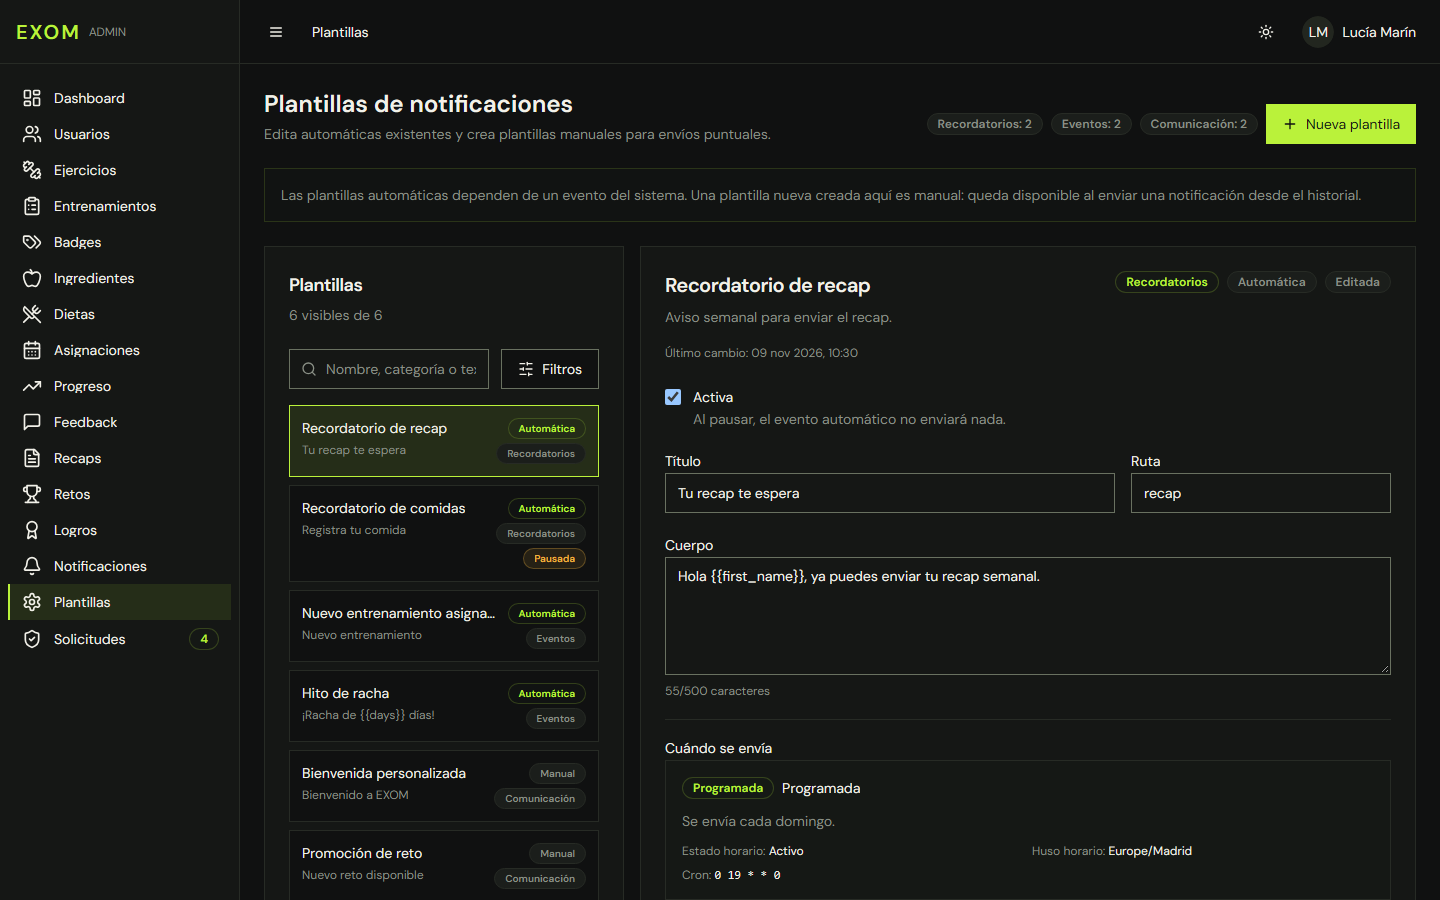 EXOM ADMIN
Plantillas
LM Lucía Marín
Dashboard
Usuarios
Ejercicios
Entrenamientos
Badges
Ingredientes
Dietas
Asignaciones
Progreso
Feedback
Recaps
Retos
Logros
Notificaciones
Plantillas
Solicitudes 4
Plantillas de notificaciones
Edita automáticas existentes y crea plantillas manuales para envíos puntuales.
Recordatorios: 2 Eventos: 2 Comunicación: 2 Nueva plantilla
Las plantillas automáticas dependen de un evento del sistema. Una plantilla nueva creada aquí es manual: queda disponible al enviar una notificación desde el historial.
Plantillas
6 visibles de 6
Nombre, categoría o te Filtros
Recordatorio de recap Automática
Tu recap te espera Recordatorios
Recordatorio de comidas Automática
Registra tu comida Recordatorios
Pausada
Nuevo entrenamiento asigna... Automática
Nuevo entrenamiento Eventos
Hito de racha Automática
¡Racha de {{days}} días! Eventos
Bienvenida personalizada Manual
Bienvenido a EXOM Comunicación
Promoción de reto Manual
Nuevo reto disponible Comunicación
Recordatorio de recap Recordatorios Automática Editada
Aviso semanal para enviar el recap.
Último cambio: 09 nov 2026, 10:30
Activa
Al pausar, el evento automático no enviará nada.
Título Ruta
Tu recap te espera recap
Cuerpo
Hola {{first_name}}, ya puedes enviar tu recap semanal.
55/500 caracteres
Cuándo se envía
Programada Programada
Se envía cada domingo.
Estado horario: Activo Huso horario: Europe/Madrid
Cron: 0 19 * * 0